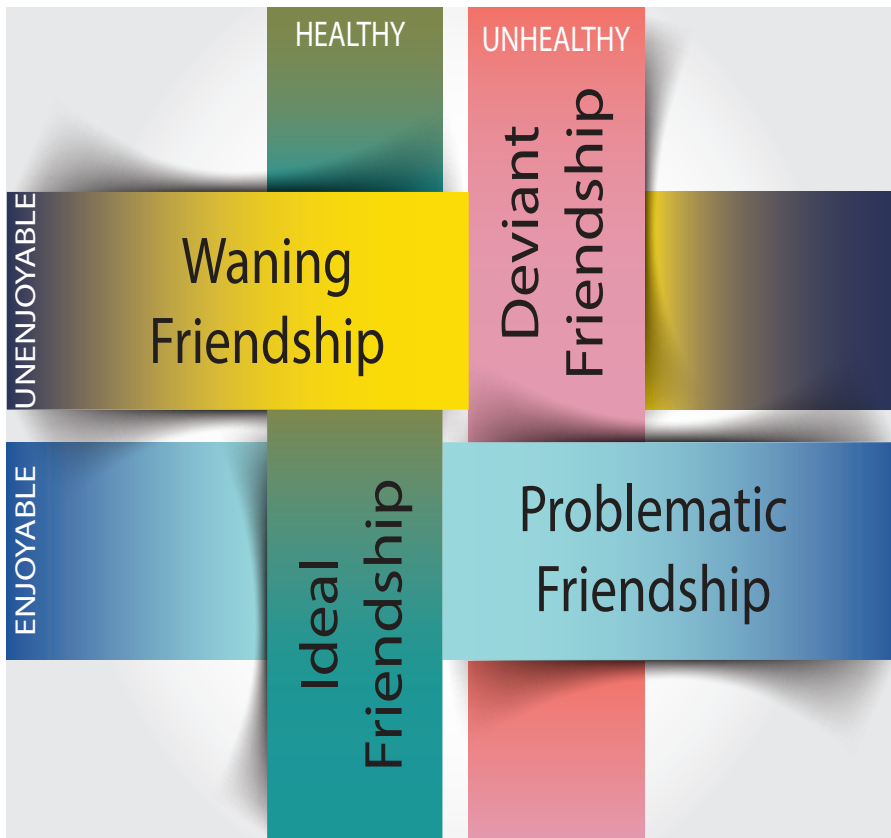 HEALTHY
UNHEALTHY
UNENJOYABLE
Waning
Friendship
Deviant
Friendship
ENJOYABLE
Ideal
Friendship
Problematic
Friendship